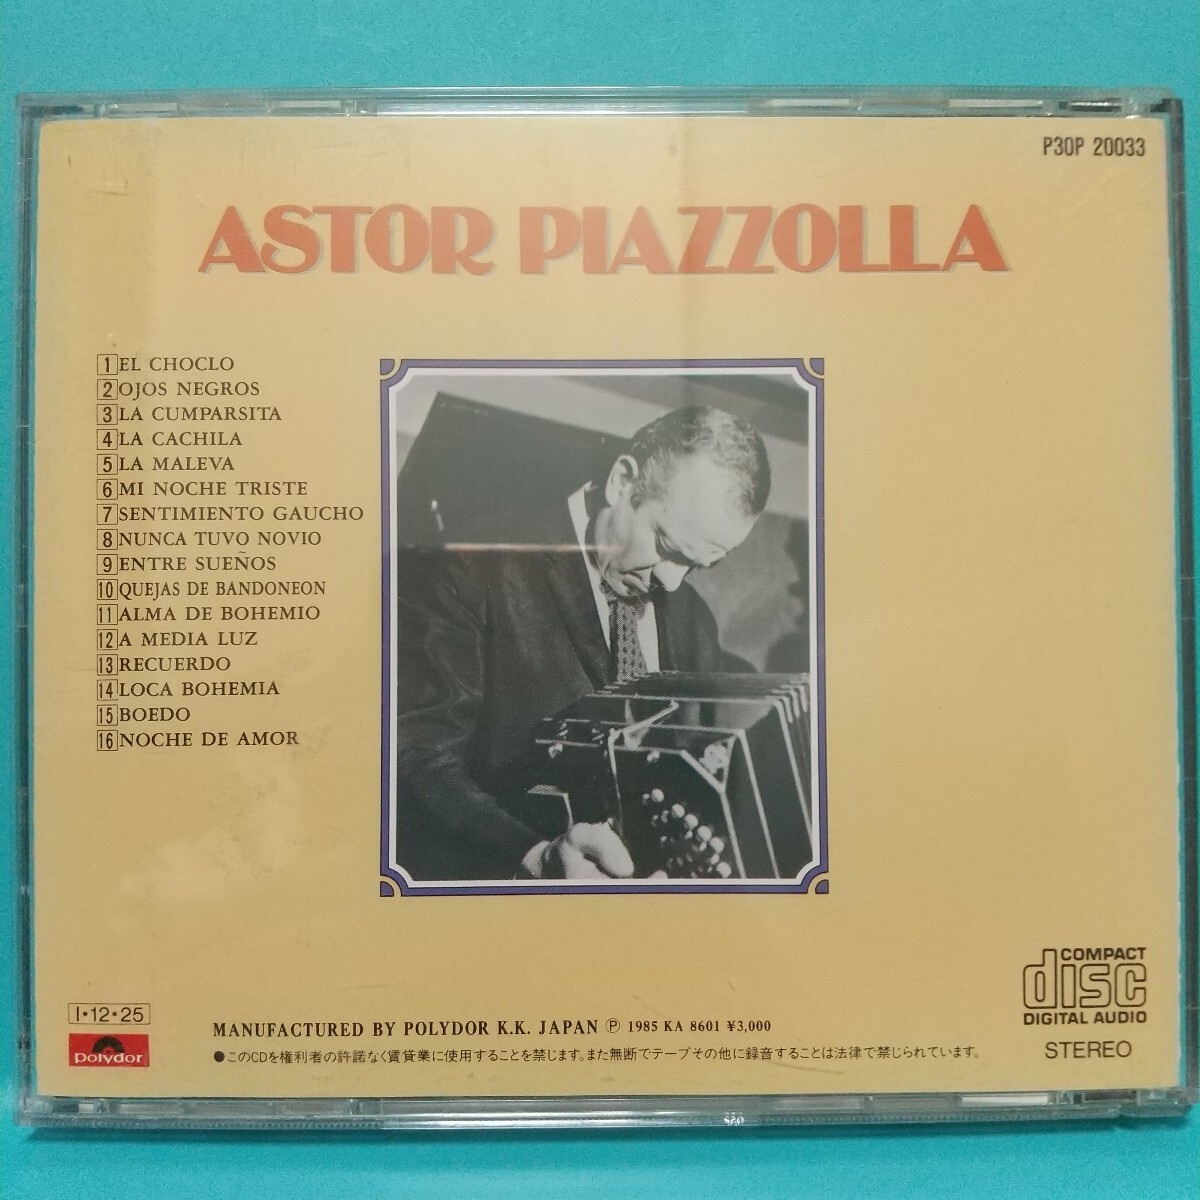 P30P 20033
ASTOR PIAZZOLLA
1 EL CHOCLO
2 OJOS NEGROS
3 LA CUMPARSITA
4 LA CACHILA
5 LA MALEVA
6 MI NOCHE TRISTE
7 SENTIMIENTO GAUCHO
8 NUNCA TUVO NOVIO
9 ENTRE SUEÑOS
10 QUEJAS DE BANDONEON
11 ALMA DE BOHEMIO
12 A MEDIA LUZ
13 RECUERDO
14 LOCA BOHEMIA
15 BOEDO
16 NOCHE DE AMOR
COMPACT
disc
DIGITAL AUDIO
STEREO
I•12•25
polydor
MANUFACTURED BY POLYDOR K.K. JAPAN Ⓟ 1985 KA 8601 ¥3,000
●このCDを権利者の許諾なく賃貸業に使用することを禁じます。また無断でテープその他に録音することは法律で禁じられています。